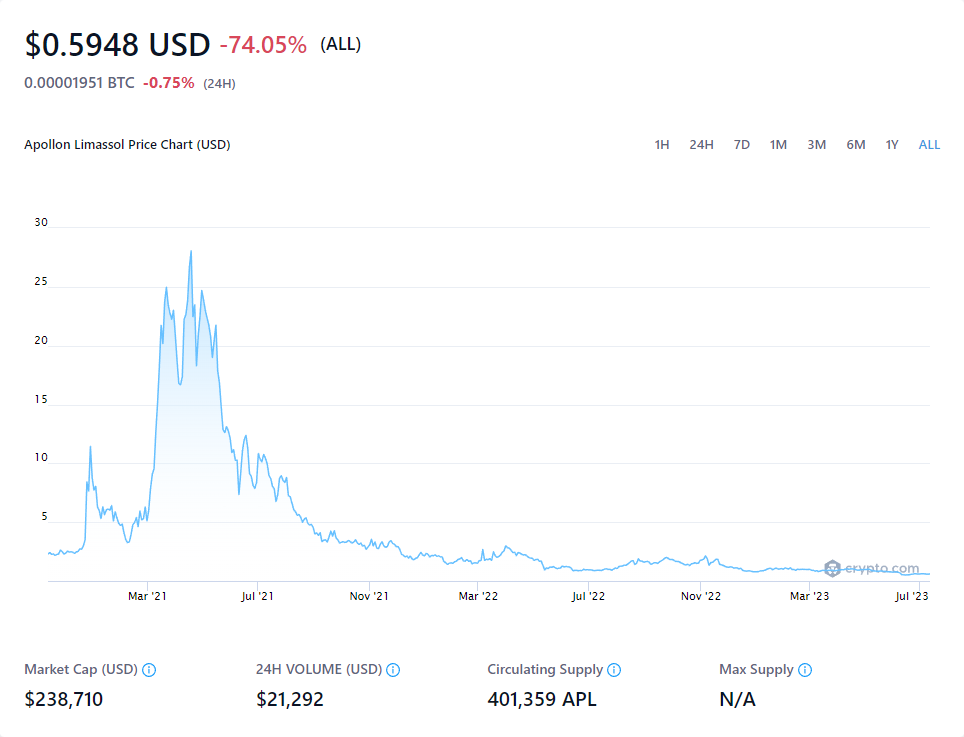 $0.5948 USD -74.05% (ALL)
0.00001951 BTC -0.75% (24H)
Apollon Limassol Price Chart (USD) 1H 24H 7D 1M 3M 6M 1Y ALL
30
25
20
15
10
5
crypto.com
Mar '21 Jul '21 Nov '21 Mar '22 Jul '22 Nov '22 Mar '23 Jul '23
Market Cap (USD) 24H VOLUME (USD) Circulating Supply Max Supply
$238,710 $21,292 401,359 APL N/A